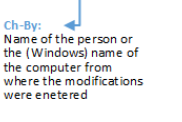 Ch-By:
Name of the person or
the (Windows) name of
the computer from
where the modifications
were enetered